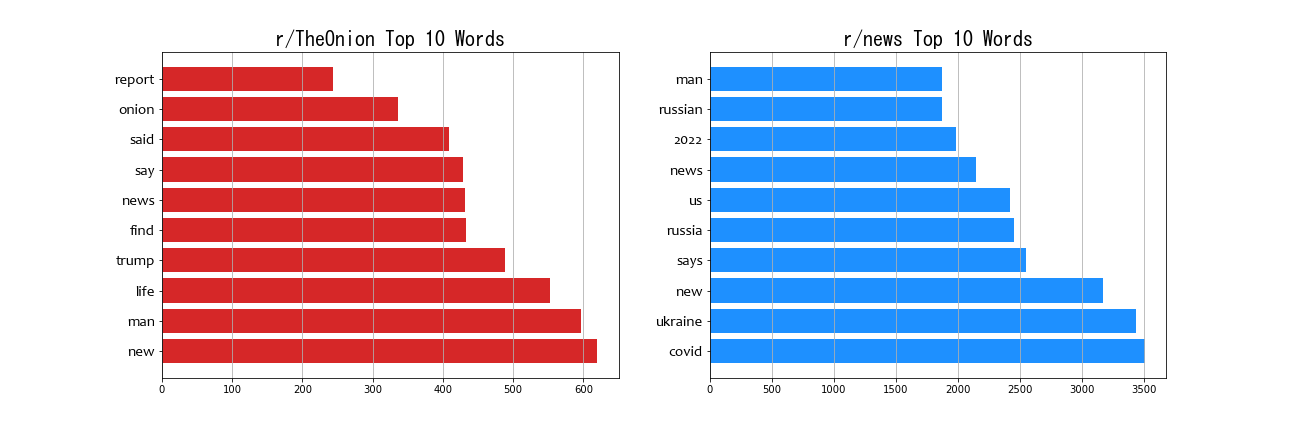 r/TheOnion Top 10 Words
report
onion
said
say
news
find
trump
life
man
new
0 100 200 300 400 500 600
r/news Top 10 Words
man
russian
2022
news
us
russia
says
new
ukraine
covid
0 500 1000 1500 2000 2500 3000 3500